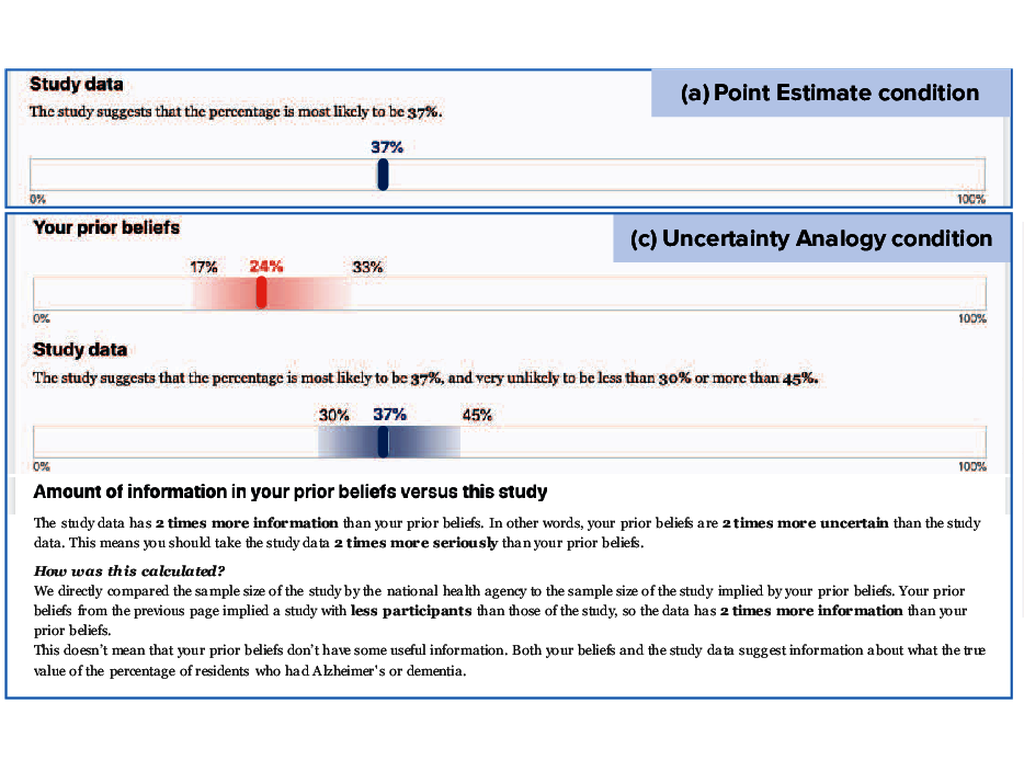 Study data
(a) Point Estimate condition
The study suggests that the percentage is most likely to be 37%.
37%
0%
100%
Your prior beliefs
(c) Uncertainty Analogy condition
17%
24%
33%
0%
100%
Study data
The study suggests that the percentage is most likely to be 37%, and very unlikely to be less than 30% or more than 45%.
30%
37%
45%
0%
100%
Amount of information in your prior beliefs versus this study
The study data has 2 times more information than your prior beliefs. In other words, your prior beliefs are 2 times more uncertain than the study
data. This means you should take the study data 2 times more seriously than your prior beliefs.
How was this calculated?
We directly compared the sample size of the study by the national health agency to the sample size of the study implied by your prior beliefs. Your prior
beliefs from the previous page implied a study with less participants than those of the study, so the data has 2 times more information than your
prior beliefs.
This doesn't mean that your prior beliefs don't have some useful information. Both your beliefs and the study data suggest information about what the true
value of the percentage of residents who had Alzheimer's or dementia.